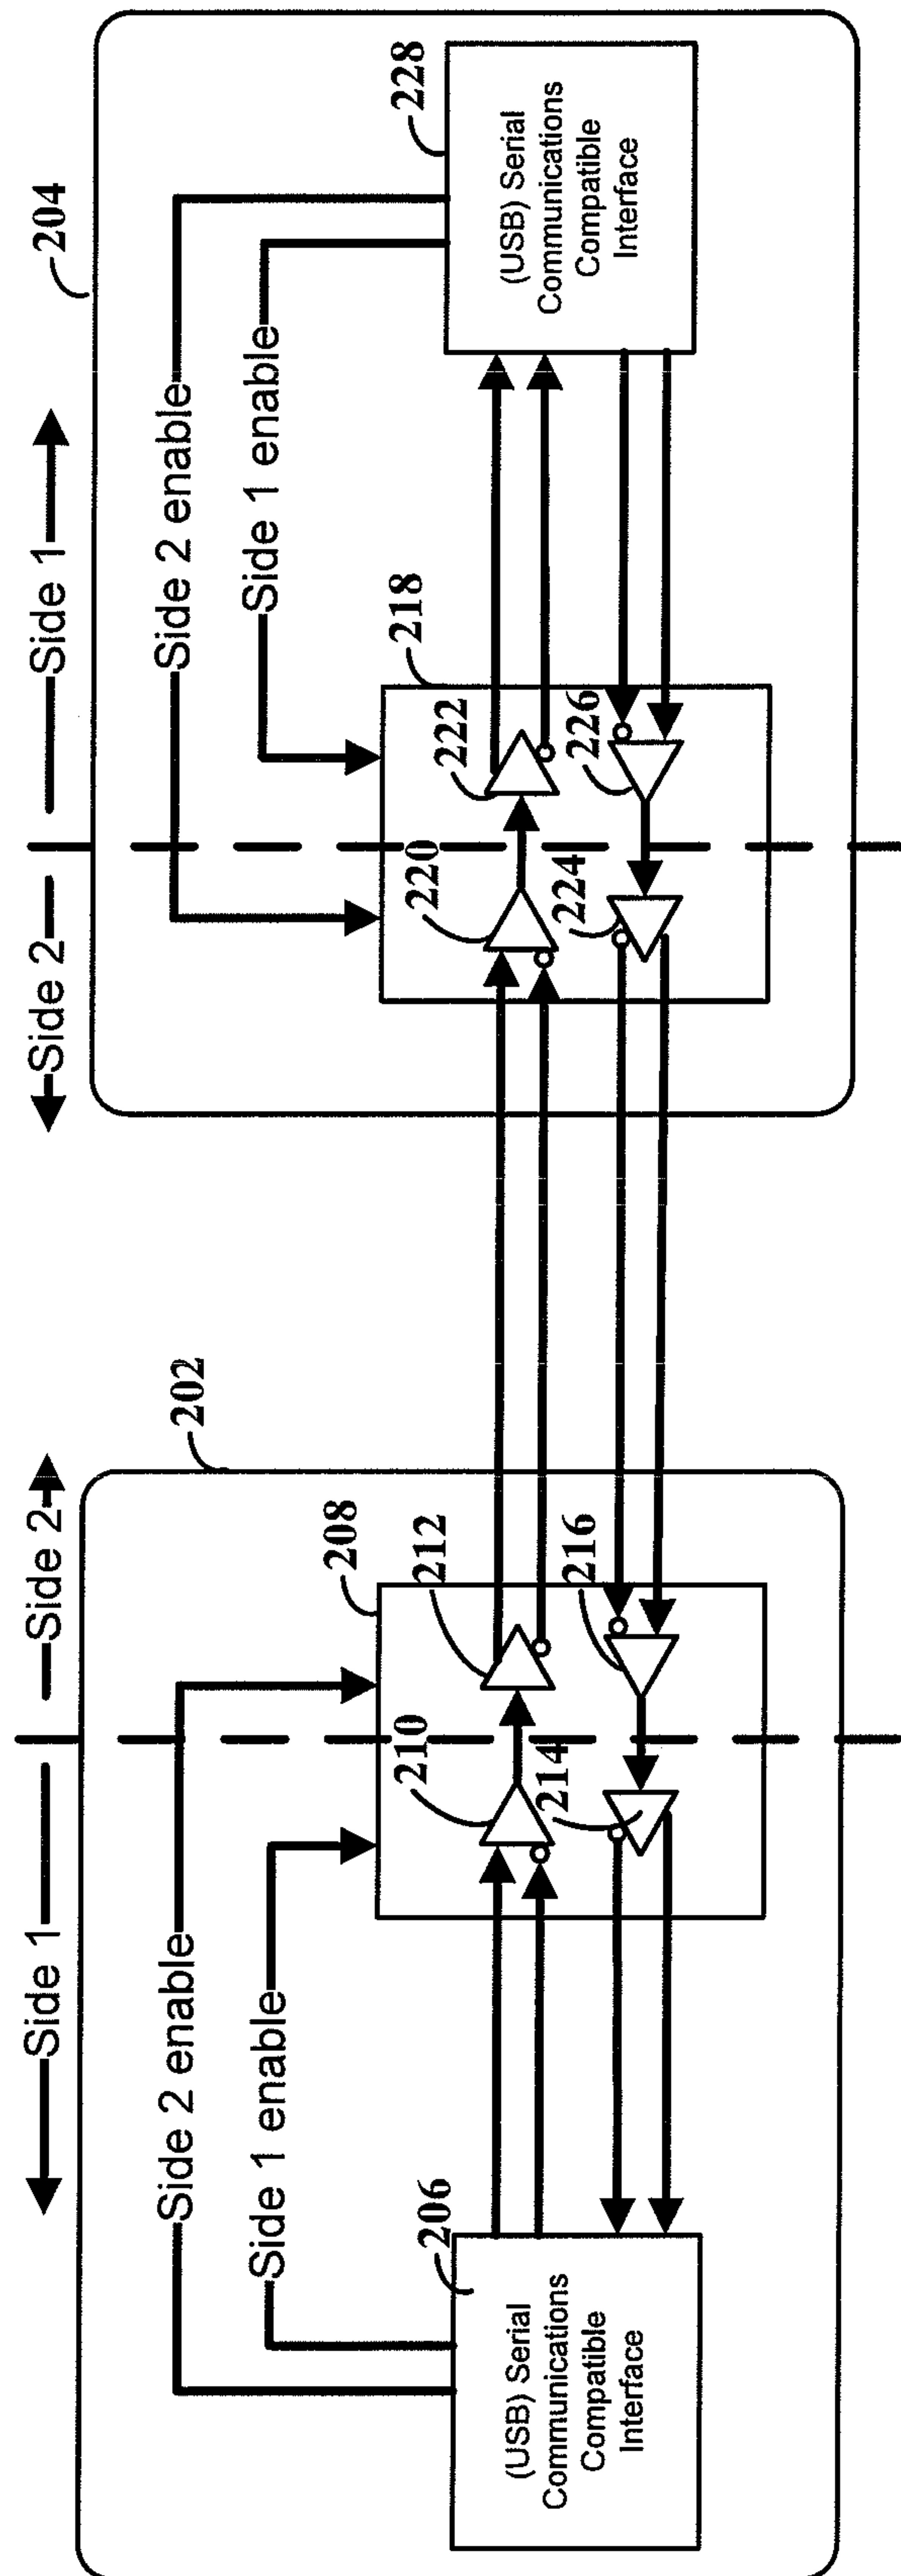 Side 1
Side 2
202
Side 2 enable
Side 1 enable
208
206
(USB) Serial
Communications
Compatible
Interface
210
212
214
216
Side 2
Side 1
204
Side 2 enable
Side 1 enable
218
228
(USB) Serial
Communications
Compatible
Interface
220
222
224
226